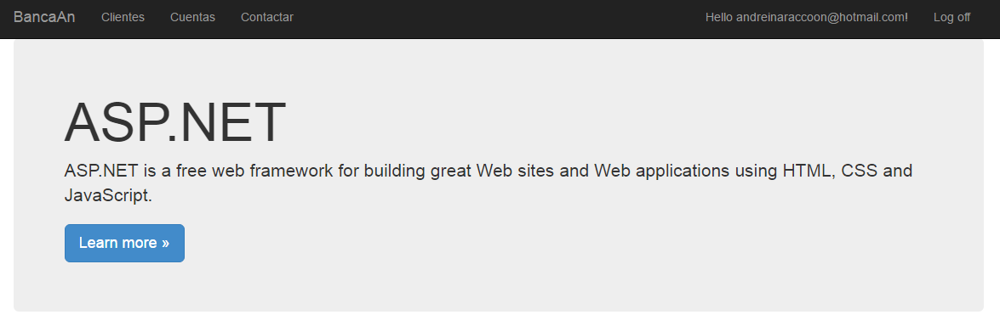 BancaAn Clientes Cuentas Contactar Hello andreinaraccoon@hotmail.com! Log off
ASP.NET
ASP.NET is a free web framework for building great Web sites and Web applications using HTML, CSS and
JavaScript.
Learn more »